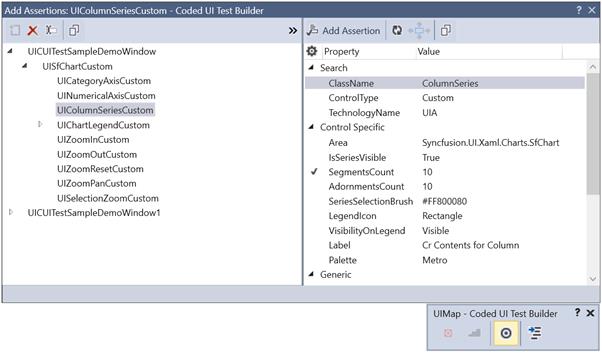 Add Assertions: UIColumnSeriesCustom - Coded UI Test Builder
? X
Add Assertion
UICUITestSampleDemoWindow
UISfChartCustom
UICategoryAxisCustom
UINumericalAxisCustom
UIColumnSeriesCustom
UIChartLegendCustom
UIZoomInCustom
UIZoomOutCustom
UIZoomResetCustom
UIZoomPanCustom
UISelectionZoomCustom
UICUITestSampleDemoWindow1
Property Value
Search
ClassName ColumnSeries
ControlType Custom
TechnologyName UIA
Control Specific
Area Syncfusion.UI.Xaml.Charts.SfChart
IsSeriesVisible True
SegmentsCount 10
AdornmentsCount 10
SeriesSelectionBrush #FF800080
LegendIcon Rectangle
VisibilityOnLegend Visible
Label Cr Contents for Column
Palette Metro
Generic
UIMap - Coded UI Test Builder ? X